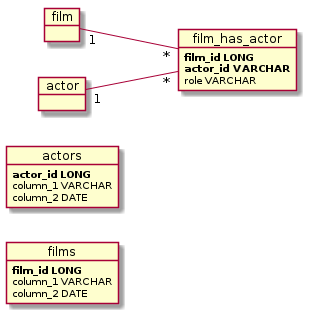 film
1
*
film_has_actor
film_id LONG
actor_id VARCHAR
role VARCHAR
actor
1
*
actors
actor_id LONG
column_1 VARCHAR
column_2 DATE
films
film_id LONG
column_1 VARCHAR
column_2 DATE